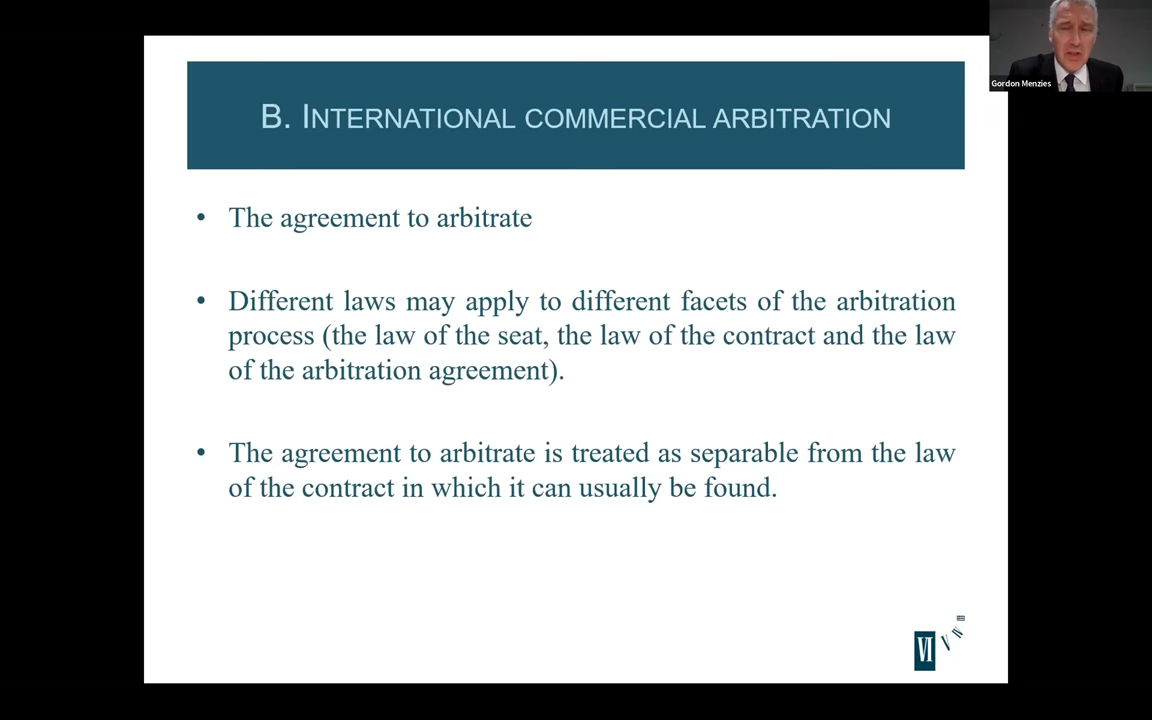 Gordon Menzies
B. INTERNATIONAL COMMERCIAL ARBITRATION
• The agreement to arbitrate
• Different laws may apply to different facets of the arbitration
process (the law of the seat, the law of the contract and the law
of the arbitration agreement).
• The agreement to arbitrate is treated as separable from the law
of the contract in which it can usually be found.
VI
V